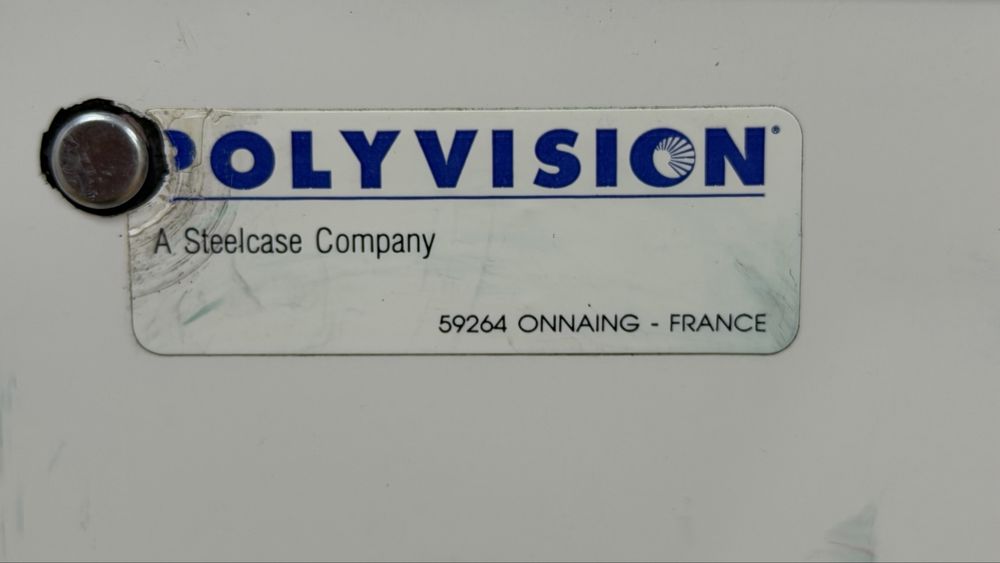 POLYVISION®
A Steelcase Company
59264 ONNAING - FRANCE